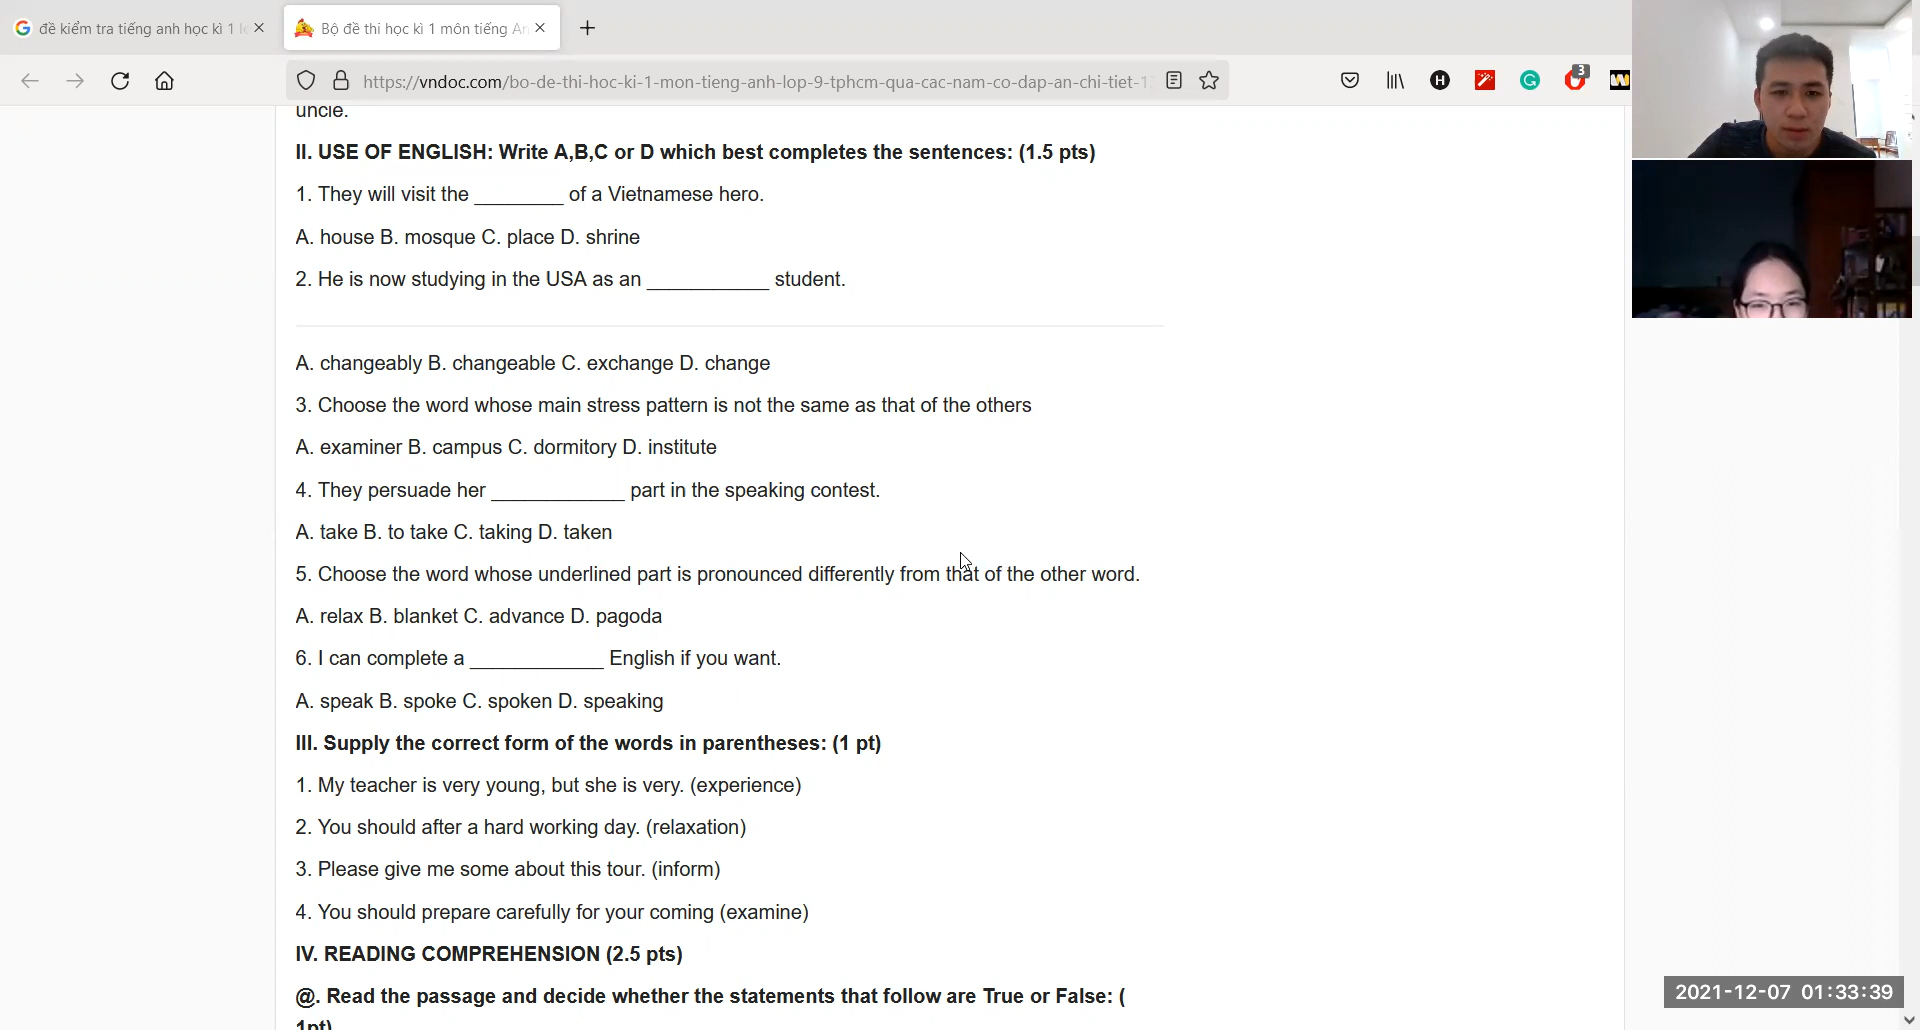 đề kiểm tra tiếng anh học kì 1 l
Bộ đề thi học kì 1 môn tiếng An
https://vndoc.com/bo-de-thi-hoc-ki-1-mon-tieng-anh-lop-9-tphcm-qua-cac-nam-co-dap-an-chi-tiet-1
3
uncle.
II. USE OF ENGLISH: Write A,B,C or D which best completes the sentences: (1.5 pts)
1. They will visit the ________ of a Vietnamese hero.
A. house B. mosque C. place D. shrine
2. He is now studying in the USA as an ___________ student.
A. changeably B. changeable C. exchange D. change
3. Choose the word whose main stress pattern is not the same as that of the others
A. examiner B. campus C. dormitory D. institute
4. They persuade her ____________ part in the speaking contest.
A. take B. to take C. taking D. taken
5. Choose the word whose underlined part is pronounced differently from that of the other word.
A. relax B. blanket C. advance D. pagoda
6. I can complete a ____________ English if you want.
A. speak B. spoke C. spoken D. speaking
III. Supply the correct form of the words in parentheses: (1 pt)
1. My teacher is very young, but she is very. (experience)
2. You should after a hard working day. (relaxation)
3. Please give me some about this tour. (inform)
4. You should prepare carefully for your coming (examine)
IV. READING COMPREHENSION (2.5 pts)
@. Read the passage and decide whether the statements that follow are True or False: (
1pt)
2021-12-07 01:33:39